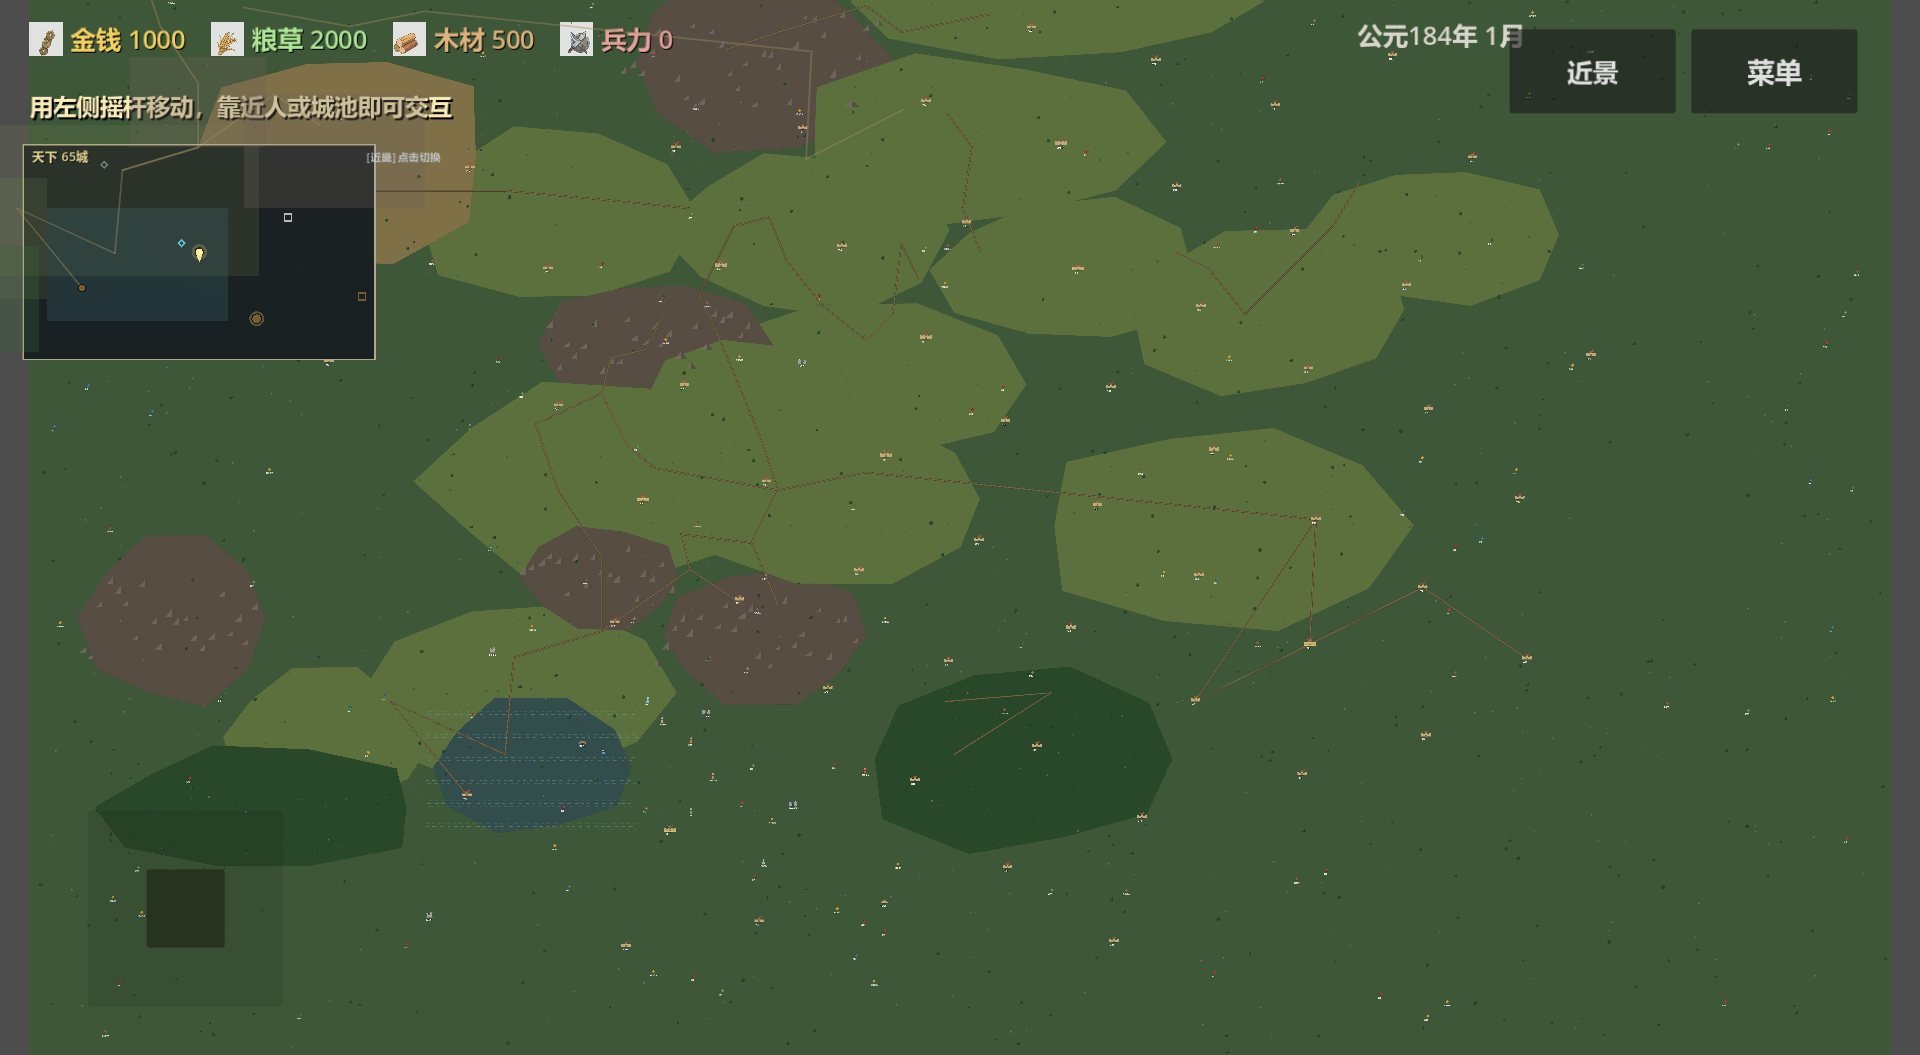 金钱 1000 粮草 2000 木材 500 兵力 0
公元184年 1月
近景
菜单
用左侧摇杆移动，靠近人或城池即可交互
天下 65城
[近畿] 点击切换